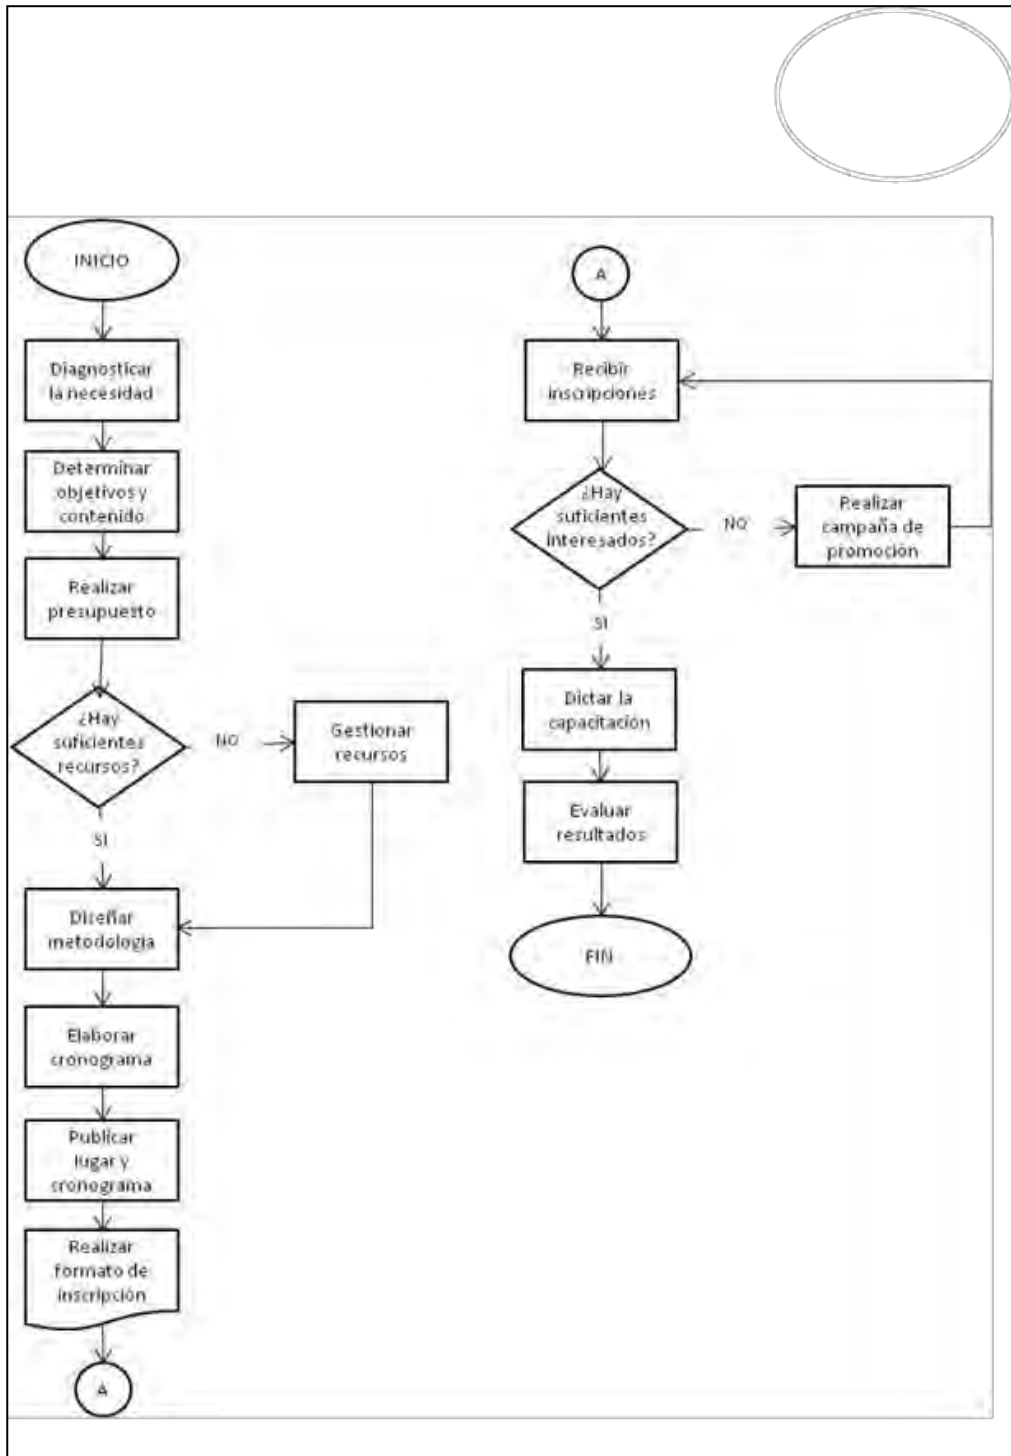 INICIO
Diagnosticar
la necesidad
Determinar
objetivos y
contenido
Realizar
presupuesto
¿Hay
suficientes
recursos?
NO
Gestionar
recursos
SI
Diseñar
metodología
Elaborar
cronograma
Publicar
lugar y
cronograma
Realizar
formato de
inscripción
A
A
Recibir
inscripciones
¿Hay
suficientes
interesados?
NO
Realizar
campaña de
promoción
SI
Dictar la
capacitación
Evaluar
resultados
FIN